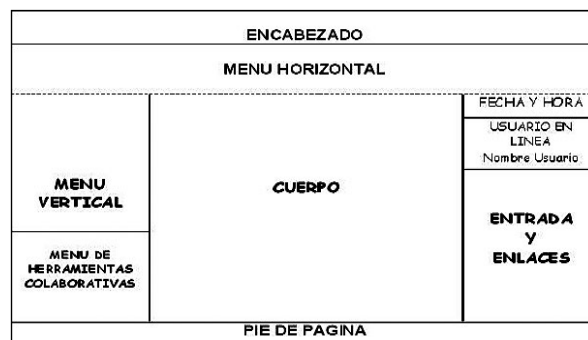 ENCABEZADO
MENU HORIZONTAL
FECHA Y HORA
USUARIO EN
LINEA
Nombre Usuario
MENU
VERTICAL
CUERPO
ENTRADA
Y
ENLACES
MENU DE
HERRAMIENTAS
COLABORATIVAS
PIE DE PAGINA